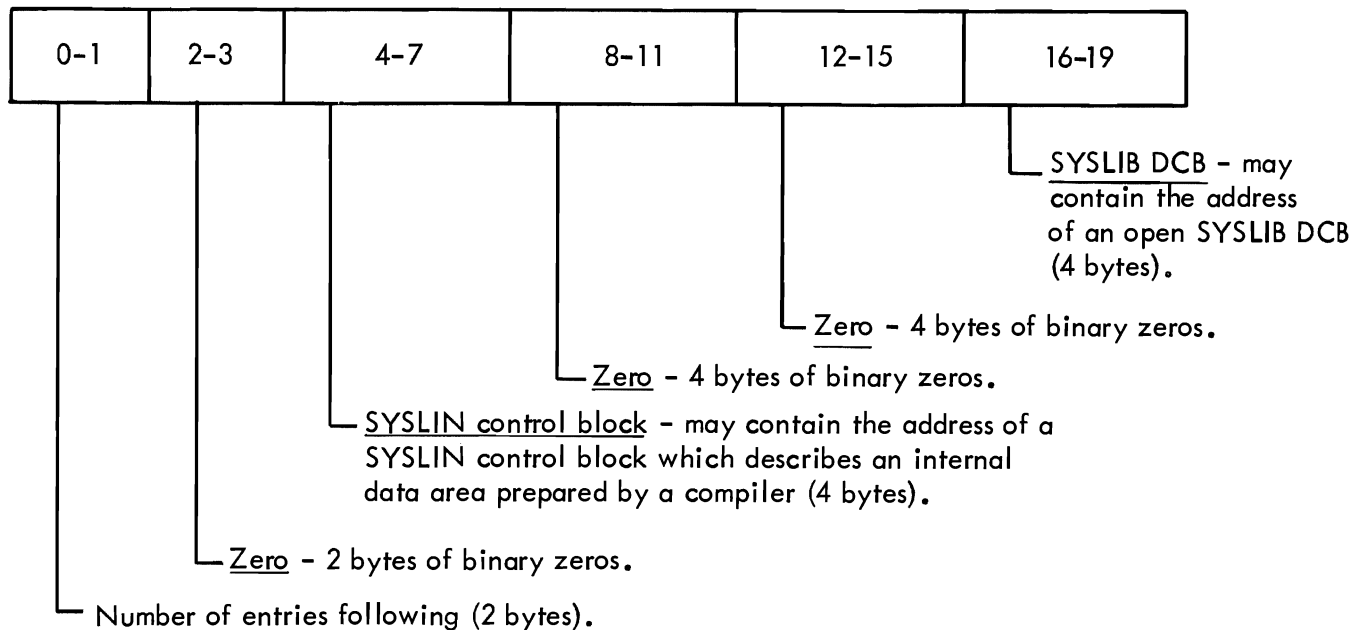 0-1 2-3 4-7 8-11 12-15 16-19
SYSLIB DCB - may
contain the address
of an open SYSLIB DCB
(4 bytes).
Zero - 4 bytes of binary zeros.
Zero - 4 bytes of binary zeros.
SYSLIN control block - may contain the address of a
SYSLIN control block which describes an internal
data area prepared by a compiler (4 bytes).
Zero - 2 bytes of binary zeros.
Number of entries following (2 bytes).